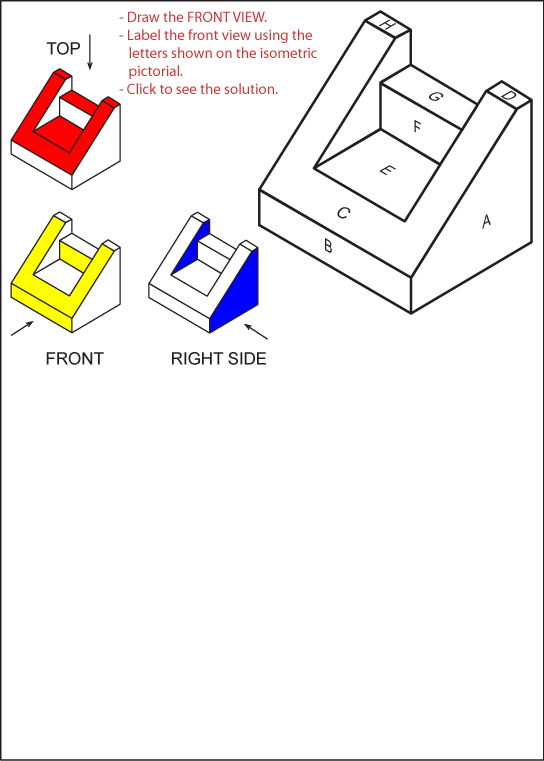 - Draw the FRONT VIEW.
- Label the front view using the
letters shown on the isometric
pictorial.
- Click to see the solution.
TOP
H
G
D
F
E
C
A
B
FRONT
RIGHT SIDE